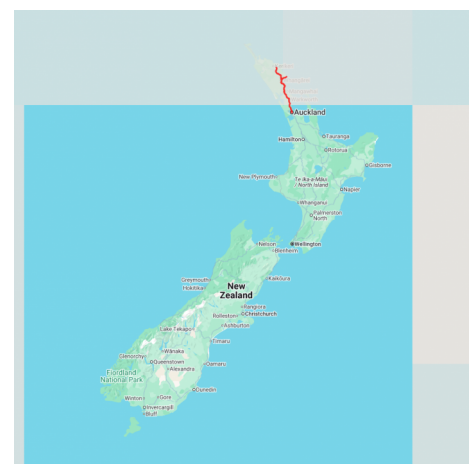 Auckland
Hamilton
Tauranga
Rotorua
Gisborne
New Plymouth
Te Ika-a-Māui
/ North Island
Napier
Whanganui
Palmerston
North
Nelson
Wellington
Blenheim
Greymouth
Hokitika
Kaikōura
New
Zealand
Rangiora
Rolleston
Christchurch
Ashburton
Lake Tekapo
Timaru
Glenorchy
Wānaka
Queenstown
Oamaru
Alexandra
Fiordland
National Park
Dunedin
Winton
Gore
Invercargill
Bluff